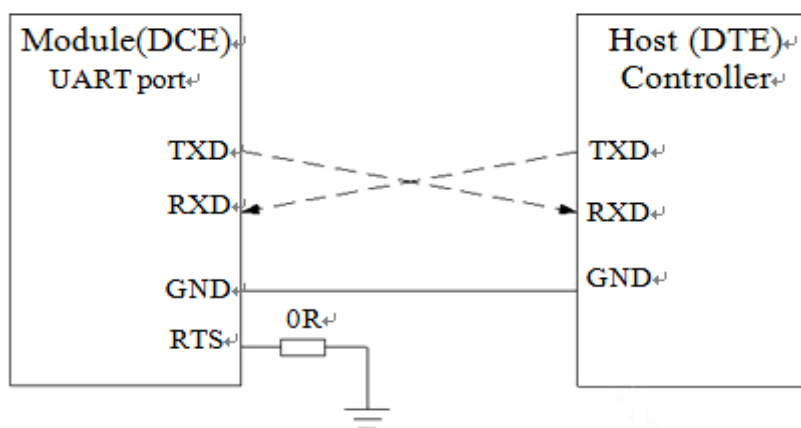 Module(DCE)↵
UART port↵
TXD↵
RXD↵
GND↵
RTS↵
0R↵
Host (DTE)↵
Controller↵
TXD↵
RXD↵
GND↵